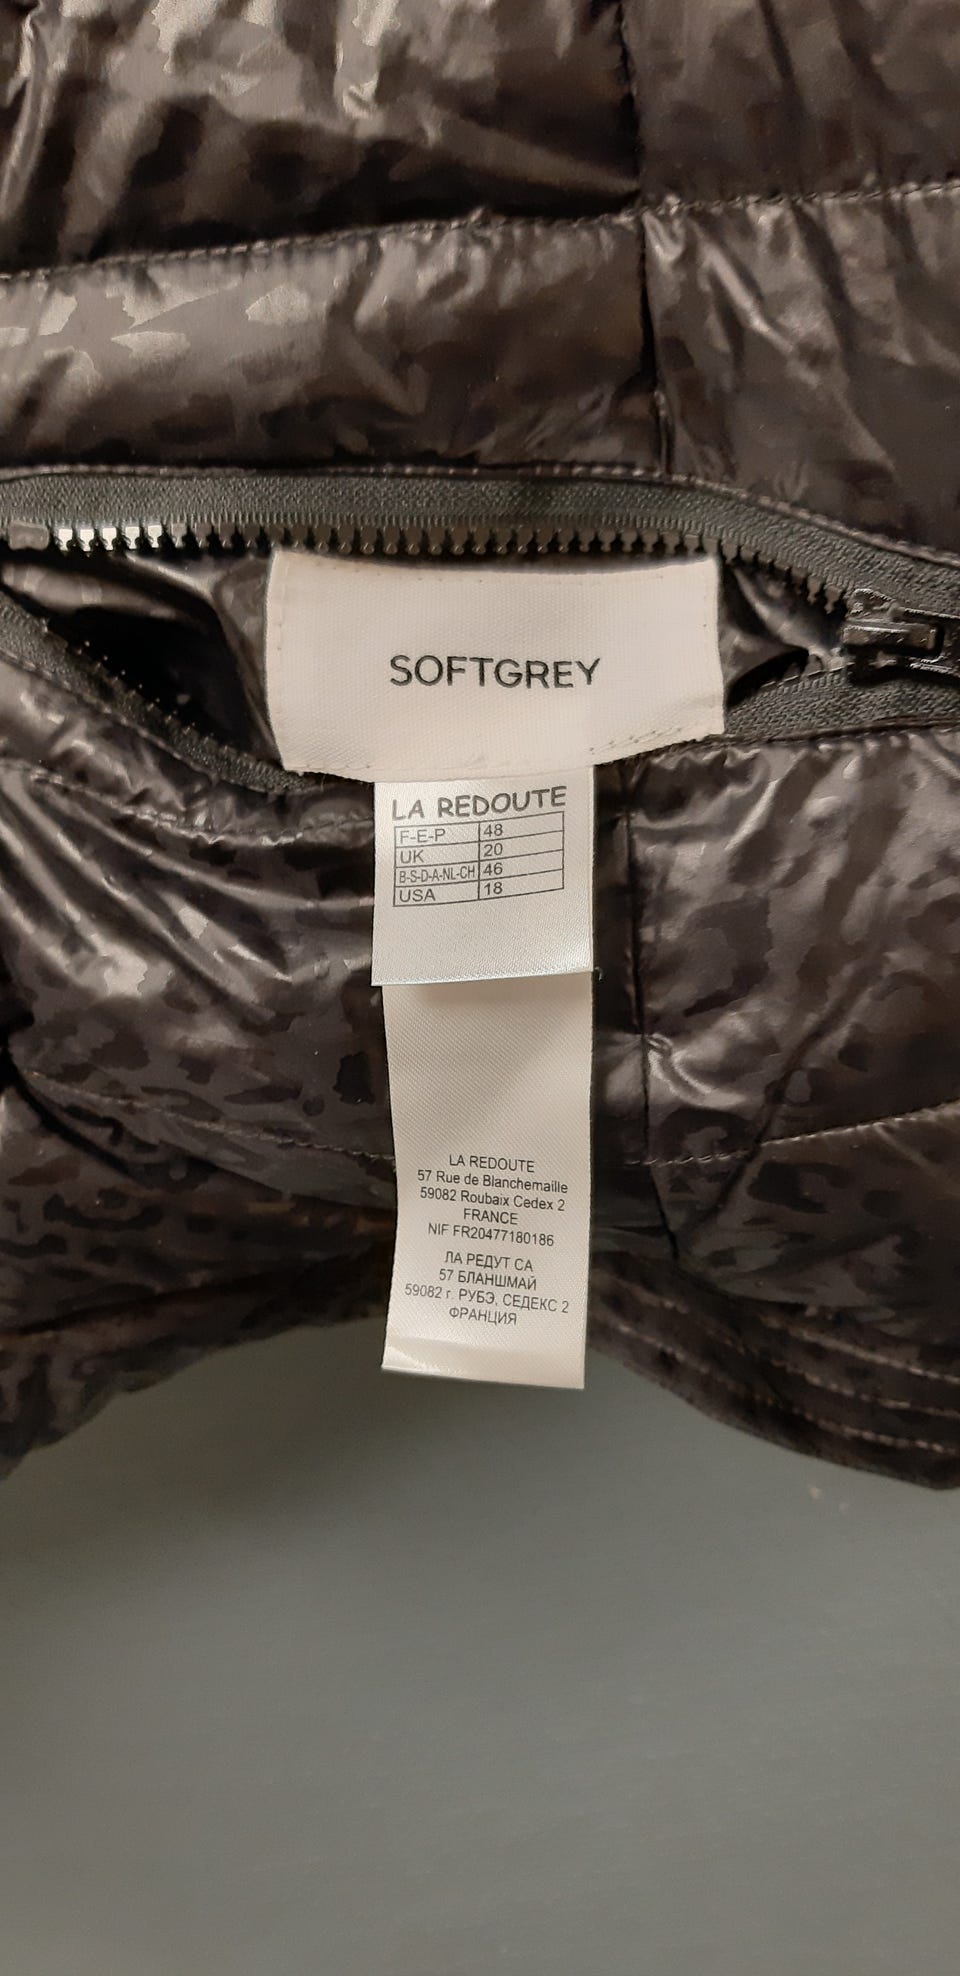 SOFTGREY
LA REDOUTE
F-E-P 48
UK 20
B-S-D-A-NL-CH 46
USA 18
LA REDOUTE
57 Rue de Blanchemaille
59082 Roubaix Cedex 2
FRANCE
NIF FR20477180186
ЛА РЕДУТ СА
57 БЛАНШМАЙ
59082 г. РУБЭ, СЕДЕКС 2
ФРАНЦИЯ